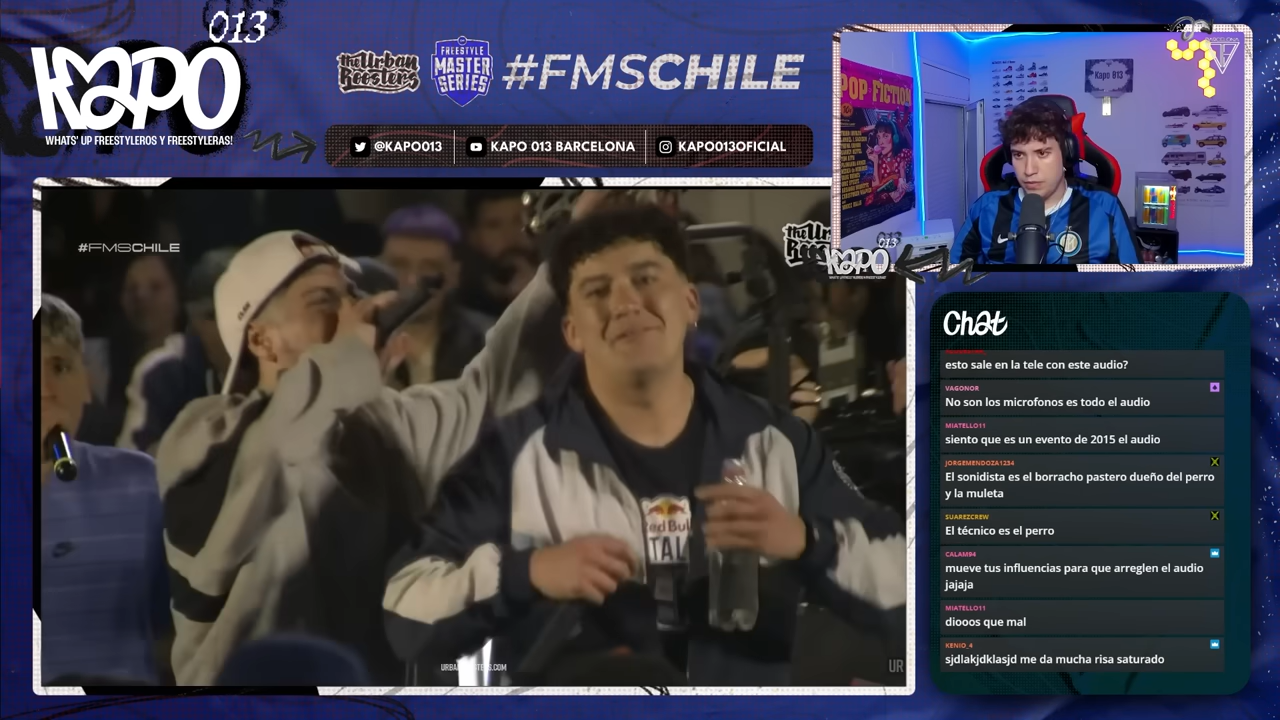 013
KAPO
WHATS' UP FREESTYLEROS Y FREESTYLERAS!
the Urban Roosters
FREESTYLE
MASTER
SERIES
#FMSCHILE
@KAPO013
KAPO 013 BARCELONA
KAPO013OFICIAL
POP FICTION
Kapo 013
BARCELONA
#FMSCHILE
the Urban
013
KAPO
Red Bull
URBANROOSTERS.COM
UR
Chat
esto sale en la tele con este audio?
VAGONOR
No son los microfonos es todo el audio
MIATELLO11
siento que es un evento de 2015 el audio
JORGEMENDOZA1234
El sonidista es el borracho pastero dueño del perro
y la muleta
SUAREZCREW
El técnico es el perro
CALAM94
mueve tus influencias para que arreglen el audio
jajaja
MIATELLO11
diooos que mal
KENIO_4
sjdlakjdklasjd me da mucha risa saturado